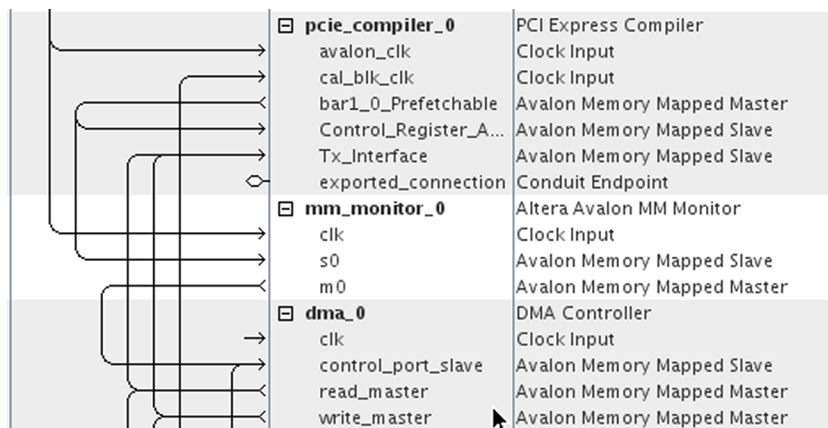 pcie_compiler_0 PCI Express Compiler
avalon_clk Clock Input
cal_blk_clk Clock Input
bar1_0_Prefetchable Avalon Memory Mapped Master
Control_Register_A... Avalon Memory Mapped Slave
Tx_Interface Avalon Memory Mapped Slave
exported_connection Conduit Endpoint
mm_monitor_0 Altera Avalon MM Monitor
clk Clock Input
s0 Avalon Memory Mapped Slave
m0 Avalon Memory Mapped Master
dma_0 DMA Controller
clk Clock Input
control_port_slave Avalon Memory Mapped Slave
read_master Avalon Memory Mapped Master
write_master Avalon Memory Mapped Master